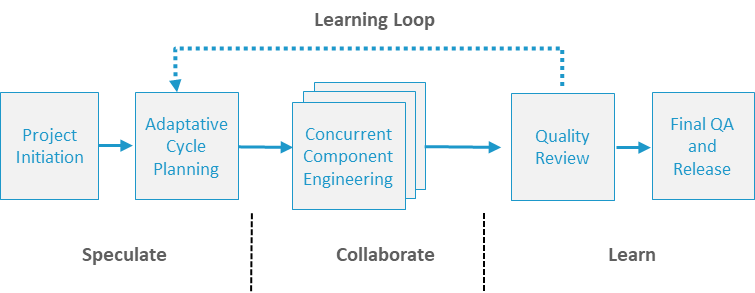 Learning Loop
Project
Initiation
Adaptative
Cycle
Planning
Concurrent
Component
Engineering
Quality
Review
Final QA
and
Release
Speculate
Collaborate
Learn